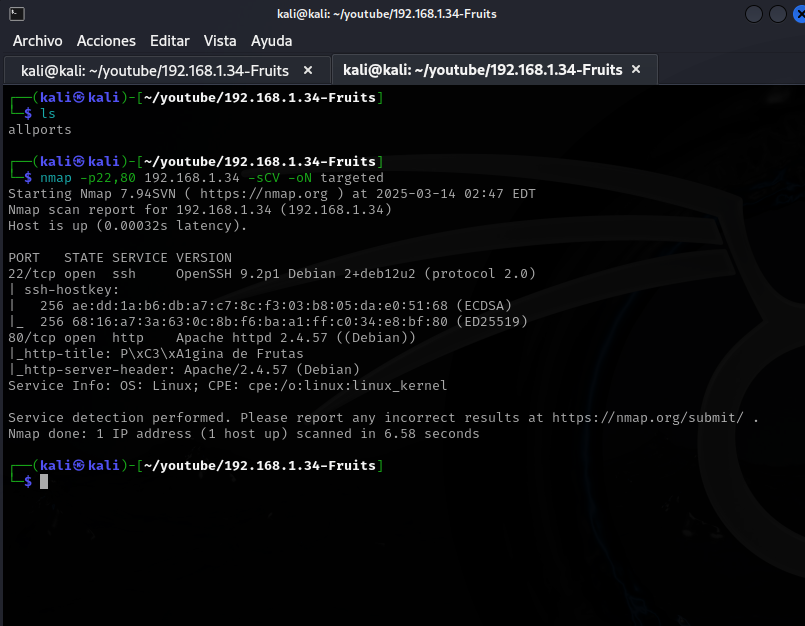 kali@kali: ~/youtube/192.168.1.34-Fruits
Archivo Acciones Editar Vista Ayuda
kali@kali: ~/youtube/192.168.1.34-Fruits × kali@kali: ~/youtube/192.168.1.34-Fruits ×
┌──(kali㉿kali)-[~/youtube/192.168.1.34-Fruits]
└─$ ls
allports
┌──(kali㉿kali)-[~/youtube/192.168.1.34-Fruits]
└─$ nmap -p22,80 192.168.1.34 -sCV -oN targeted
Starting Nmap 7.94SVN ( https://nmap.org ) at 2025-03-14 02:47 EDT
Nmap scan report for 192.168.1.34 (192.168.1.34)
Host is up (0.00032s latency).
PORT   STATE SERVICE VERSION
22/tcp open  ssh     OpenSSH 9.2p1 Debian 2+deb12u2 (protocol 2.0)
| ssh-hostkey:
|   256 ae:dd:1a:b6:db:a7:c7:8c:f3:03:b8:05:da:e0:51:68 (ECDSA)
|_  256 68:16:a7:3a:63:0c:8b:f6:ba:a1:ff:c0:34:e8:bf:80 (ED25519)
80/tcp open  http    Apache httpd 2.4.57 ((Debian))
|_http-title: P\xC3\xA1gina de Frutas
|_http-server-header: Apache/2.4.57 (Debian)
Service Info: OS: Linux; CPE: cpe:/o:linux:linux_kernel
Service detection performed. Please report any incorrect results at https://nmap.org/submit/ .
Nmap done: 1 IP address (1 host up) scanned in 6.58 seconds
┌──(kali㉿kali)-[~/youtube/192.168.1.34-Fruits]
└─$